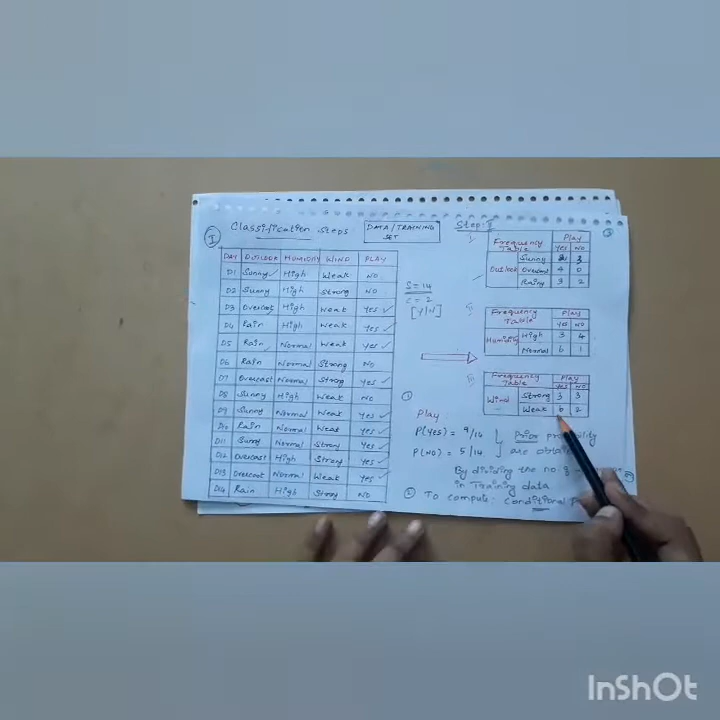 I
Classification Steps
DATA / TRAINING
SET
DAY OUTLOOK HUMIDITY WIND PLAY
D1 Sunny High Weak NO
D2 Sunny High Strong NO
D3 Overcast High Weak Yes
D4 Rain High Weak Yes
D5 Rain Normal Weak Yes
D6 Rain Normal Strong No
D7 Overcast Normal Strong Yes
D8 Sunny High Weak No
D9 Sunny Normal Weak Yes
D10 Rain Normal Weak Yes
D11 Sunny Normal Strong Yes
D12 Overcast High Strong Yes
D13 Overcast Normal Weak Yes
D14 Rain High Strong No
S = 14
C = 2
[Y|N]
Step: II
Frequency Table Play
Yes No
Outlook Sunny 3
Overcast 4 0
Rainy 3 2
Frequency Table Play
Yes No
Humidity High 3 4
Normal 6 1
Frequency Table Play
Yes No
Wind Strong 3 3
Weak 6 2
1
Play
P(Yes) = 9/14 Prior probability
P(No) = 5/14 are obtain
By dividing the no of
in Training data
2 To compute - Conditional P
InShOt